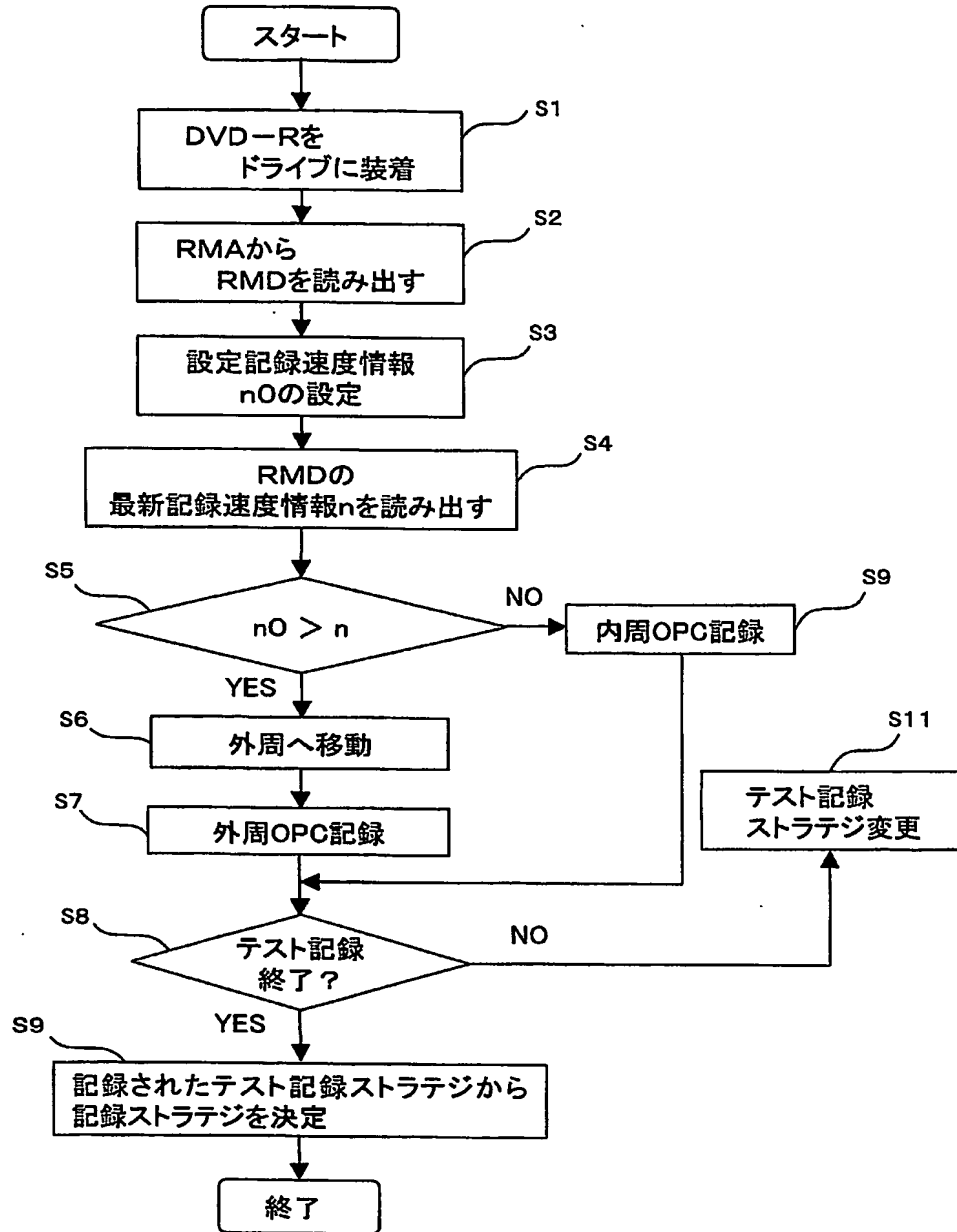 スタート
S1
DVD－Rを
ドライブに装着
S2
RMAから
RMDを読み出す
S3
設定記録速度情報
n0の設定
S4
RMDの
最新記録速度情報nを読み出す
S5
n0 > n
NO
S9
内周OPC記録
YES
S6
外周へ移動
S11
テスト記録
ストラテジ変更
S7
外周OPC記録
S8
テスト記録
終了？
NO
YES
S9
記録されたテスト記録ストラテジから
記録ストラテジを決定
終了